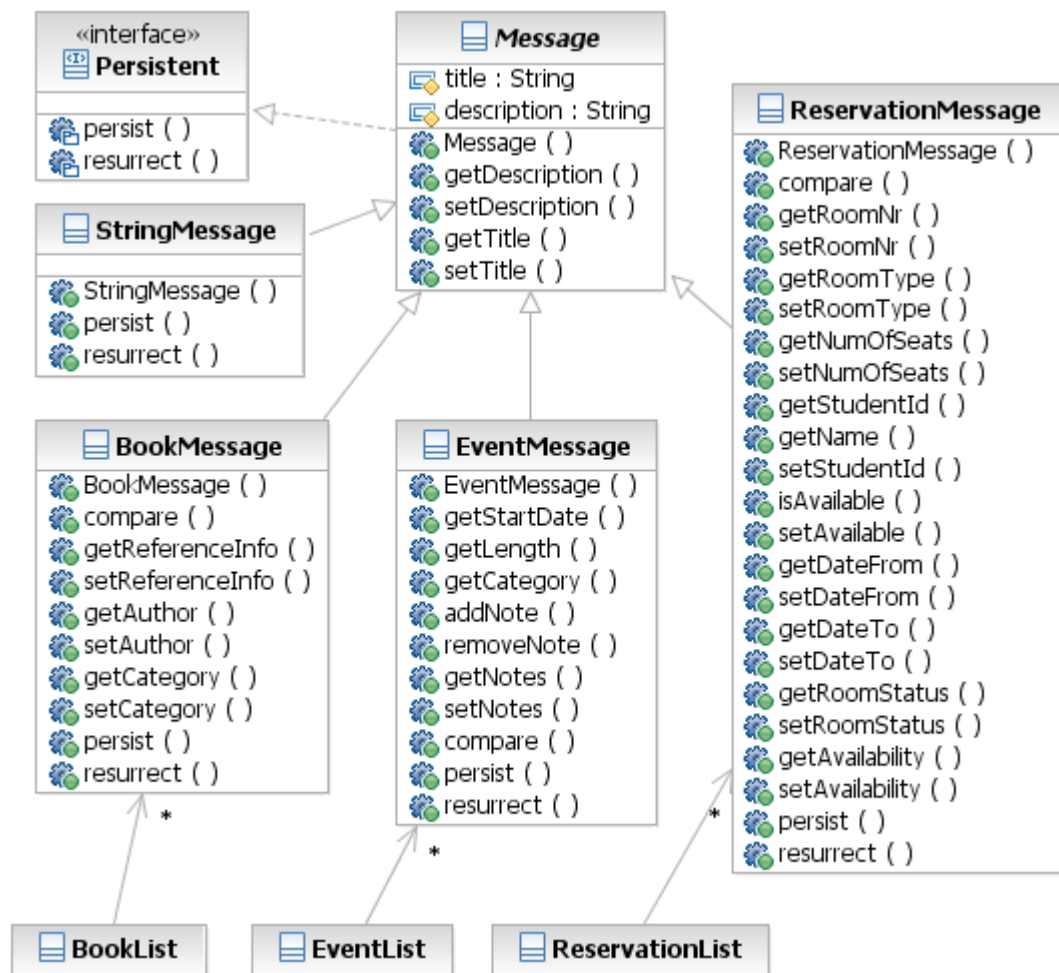 «interface»
Persistent
persist ( )
resurrect ( )
Message
title : String
description : String
Message ( )
getDescription ( )
setDescription ( )
getTitle ( )
setTitle ( )
ReservationMessage
ReservationMessage ( )
compare ( )
getRoomNr ( )
setRoomNr ( )
getRoomType ( )
setRoomType ( )
getNumOfSeats ( )
setNumOfSeats ( )
getStudentId ( )
getName ( )
setStudentId ( )
isAvailable ( )
setAvailable ( )
getDateFrom ( )
setDateFrom ( )
getDateTo ( )
setDateTo ( )
getRoomStatus ( )
setRoomStatus ( )
getAvailability ( )
setAvailability ( )
persist ( )
resurrect ( )
StringMessage
StringMessage ( )
persist ( )
resurrect ( )
BookMessage
BookMessage ( )
compare ( )
getReferenceInfo ( )
setReferenceInfo ( )
getAuthor ( )
setAuthor ( )
getCategory ( )
setCategory ( )
persist ( )
resurrect ( )
EventMessage
EventMessage ( )
getStartDate ( )
getLength ( )
getCategory ( )
addNote ( )
removeNote ( )
getNotes ( )
setNotes ( )
compare ( )
persist ( )
resurrect ( )
*
*
*
BookList
EventList
ReservationList